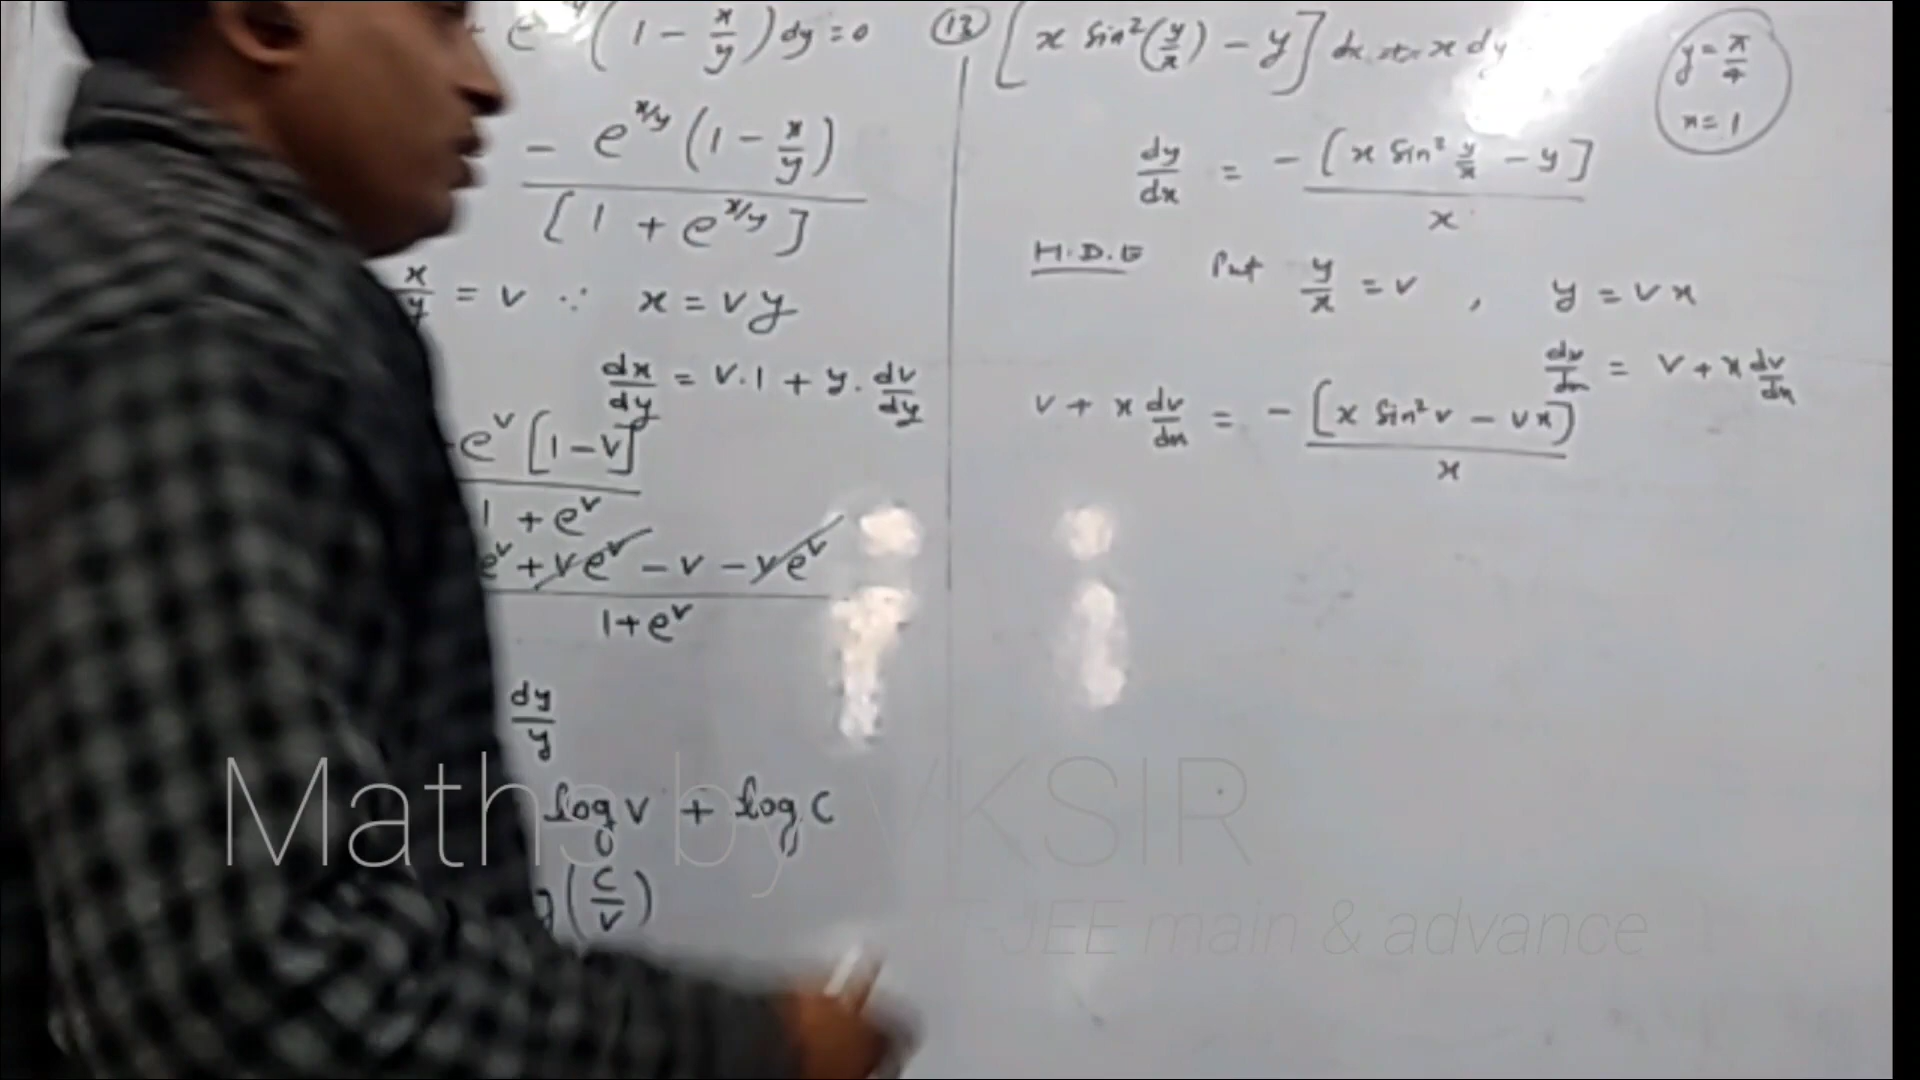 e ( 1 - x/y ) dy = 0
- e^{x/y} ( 1 - x/y ) / [ 1 + e^{x/y} ]
x/y = v ∵ x = vy
dx/dy = v.1 + y. dv/dy
e^v [1-v] / 1 + e^v
e^v + ve^v - v - ve^v / 1+e^v
dy/y
log v + log c
(c/v)
(13) [ x sin²(y/x) - y ] dx x dy
y = π/4
x = 1
dy/dx = - [ x sin² y/x - y ] / x
H.D.E Put y/x = v , y = vx
= v + x dv/dx
v + x dv/dx = - [x sin² v - vx] / x
Maths by VKSIR
-JEE main & advance